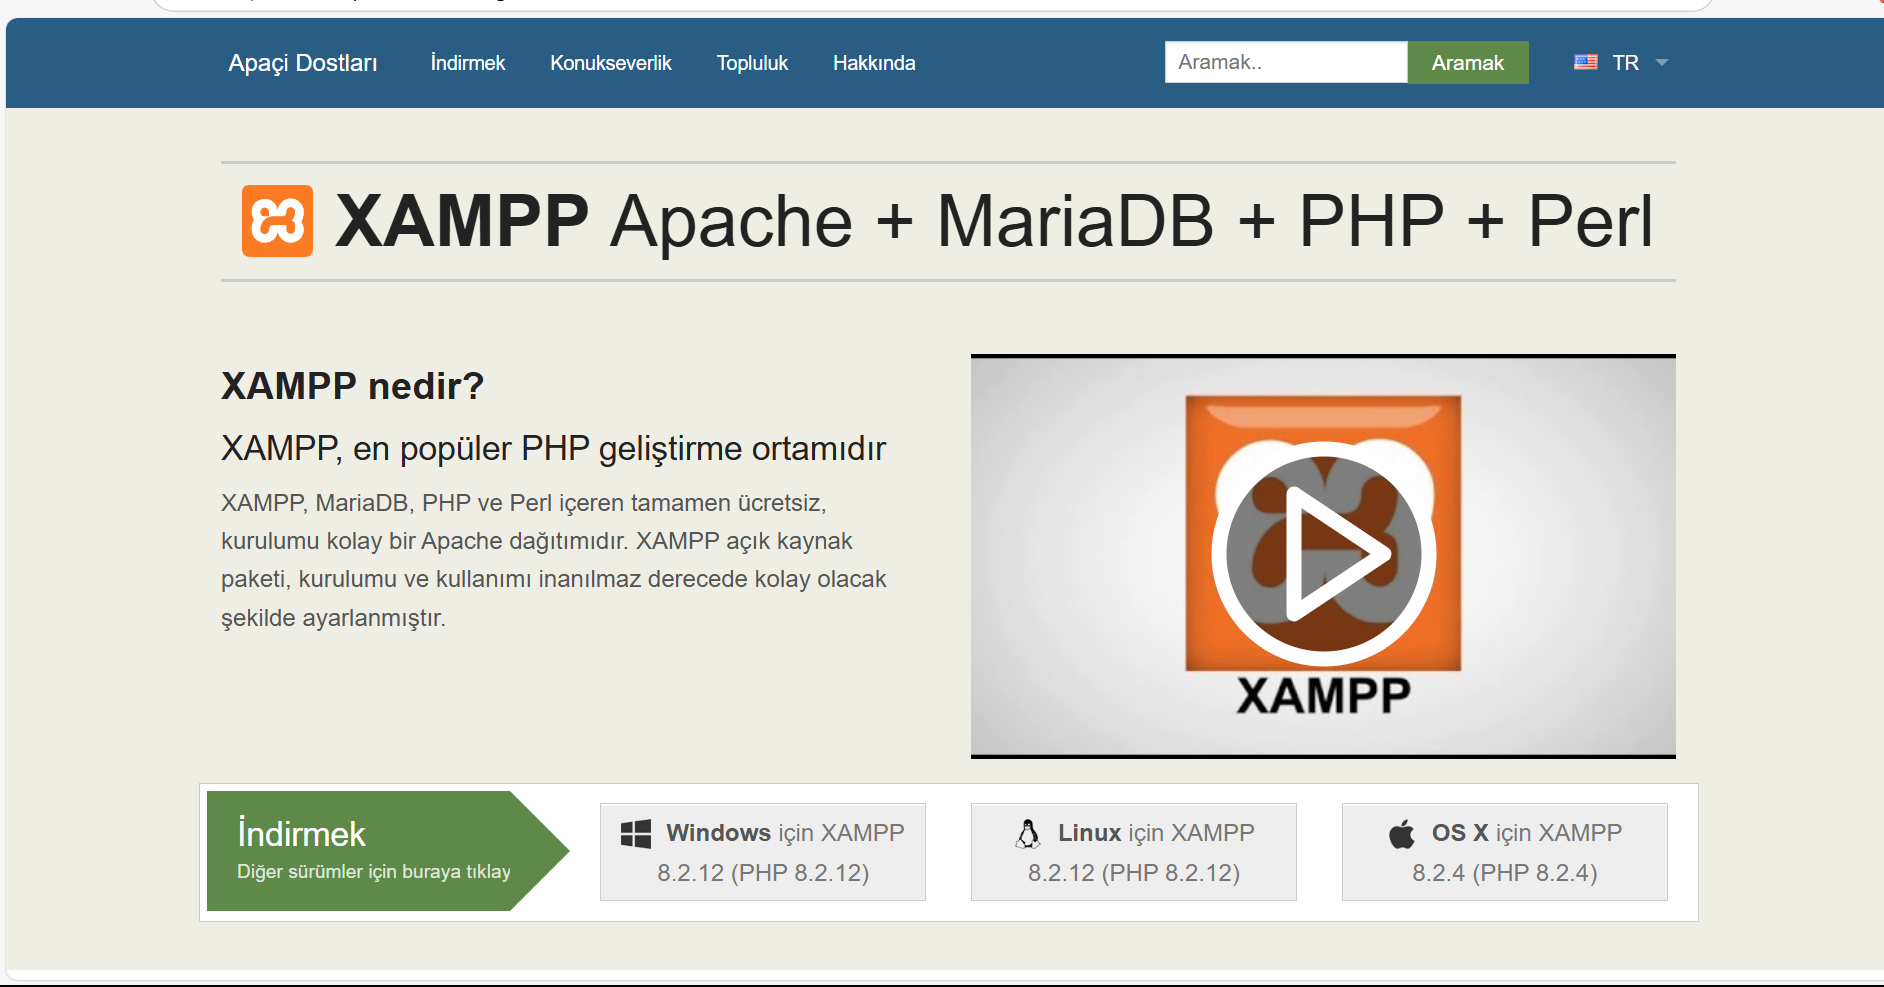 Apaçi Dostları İndirmek Konukseverlik Topluluk Hakkında Aramak.. Aramak TR
XAMPP Apache + MariaDB + PHP + Perl
XAMPP nedir?
XAMPP, en popüler PHP geliştirme ortamıdır
XAMPP, MariaDB, PHP ve Perl içeren tamamen ücretsiz,
kurulumu kolay bir Apache dağıtımıdır. XAMPP açık kaynak
paketi, kurulumu ve kullanımı inanılmaz derecede kolay olacak
şekilde ayarlanmıştır.
XAMPP
İndirmek
Diğer sürümler için buraya tıklay
Windows için XAMPP
8.2.12 (PHP 8.2.12)
Linux için XAMPP
8.2.12 (PHP 8.2.12)
OS X için XAMPP
8.2.4 (PHP 8.2.4)